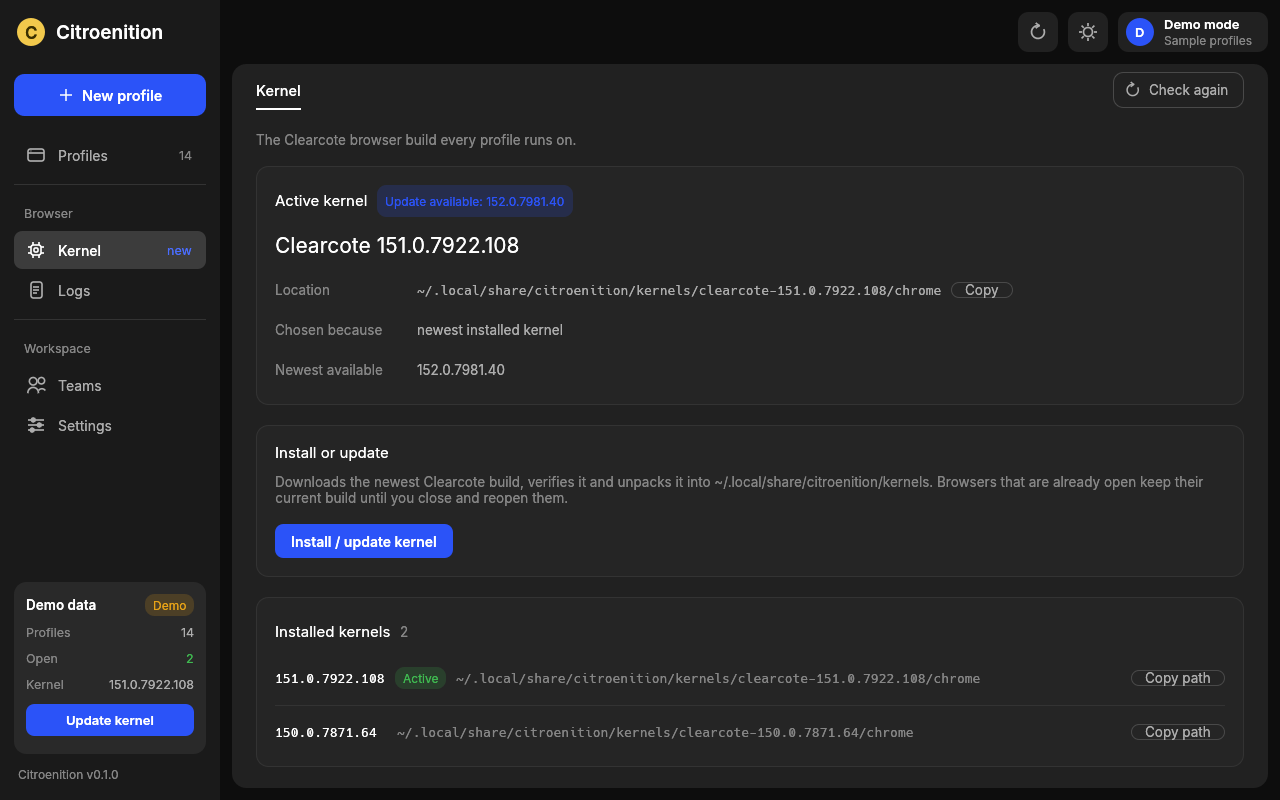 C Citroenition
New profile
Profiles 14
Browser
Kernel new
Logs
Workspace
Teams
Settings
Demo data Demo
Profiles 14
Open 2
Kernel 151.0.7922.108
Update kernel
Citroenition v0.1.0
D Demo mode
Sample profiles
Kernel
Check again
The Clearcote browser build every profile runs on.
Active kernel Update available: 152.0.7981.40
Clearcote 151.0.7922.108
Location ~/.local/share/citroenition/kernels/clearcote-151.0.7922.108/chrome Copy
Chosen because newest installed kernel
Newest available 152.0.7981.40
Install or update
Downloads the newest Clearcote build, verifies it and unpacks it into ~/.local/share/citroenition/kernels. Browsers that are already open keep their
current build until you close and reopen them.
Install / update kernel
Installed kernels 2
151.0.7922.108 Active ~/.local/share/citroenition/kernels/clearcote-151.0.7922.108/chrome Copy path
150.0.7871.64 ~/.local/share/citroenition/kernels/clearcote-150.0.7871.64/chrome Copy path